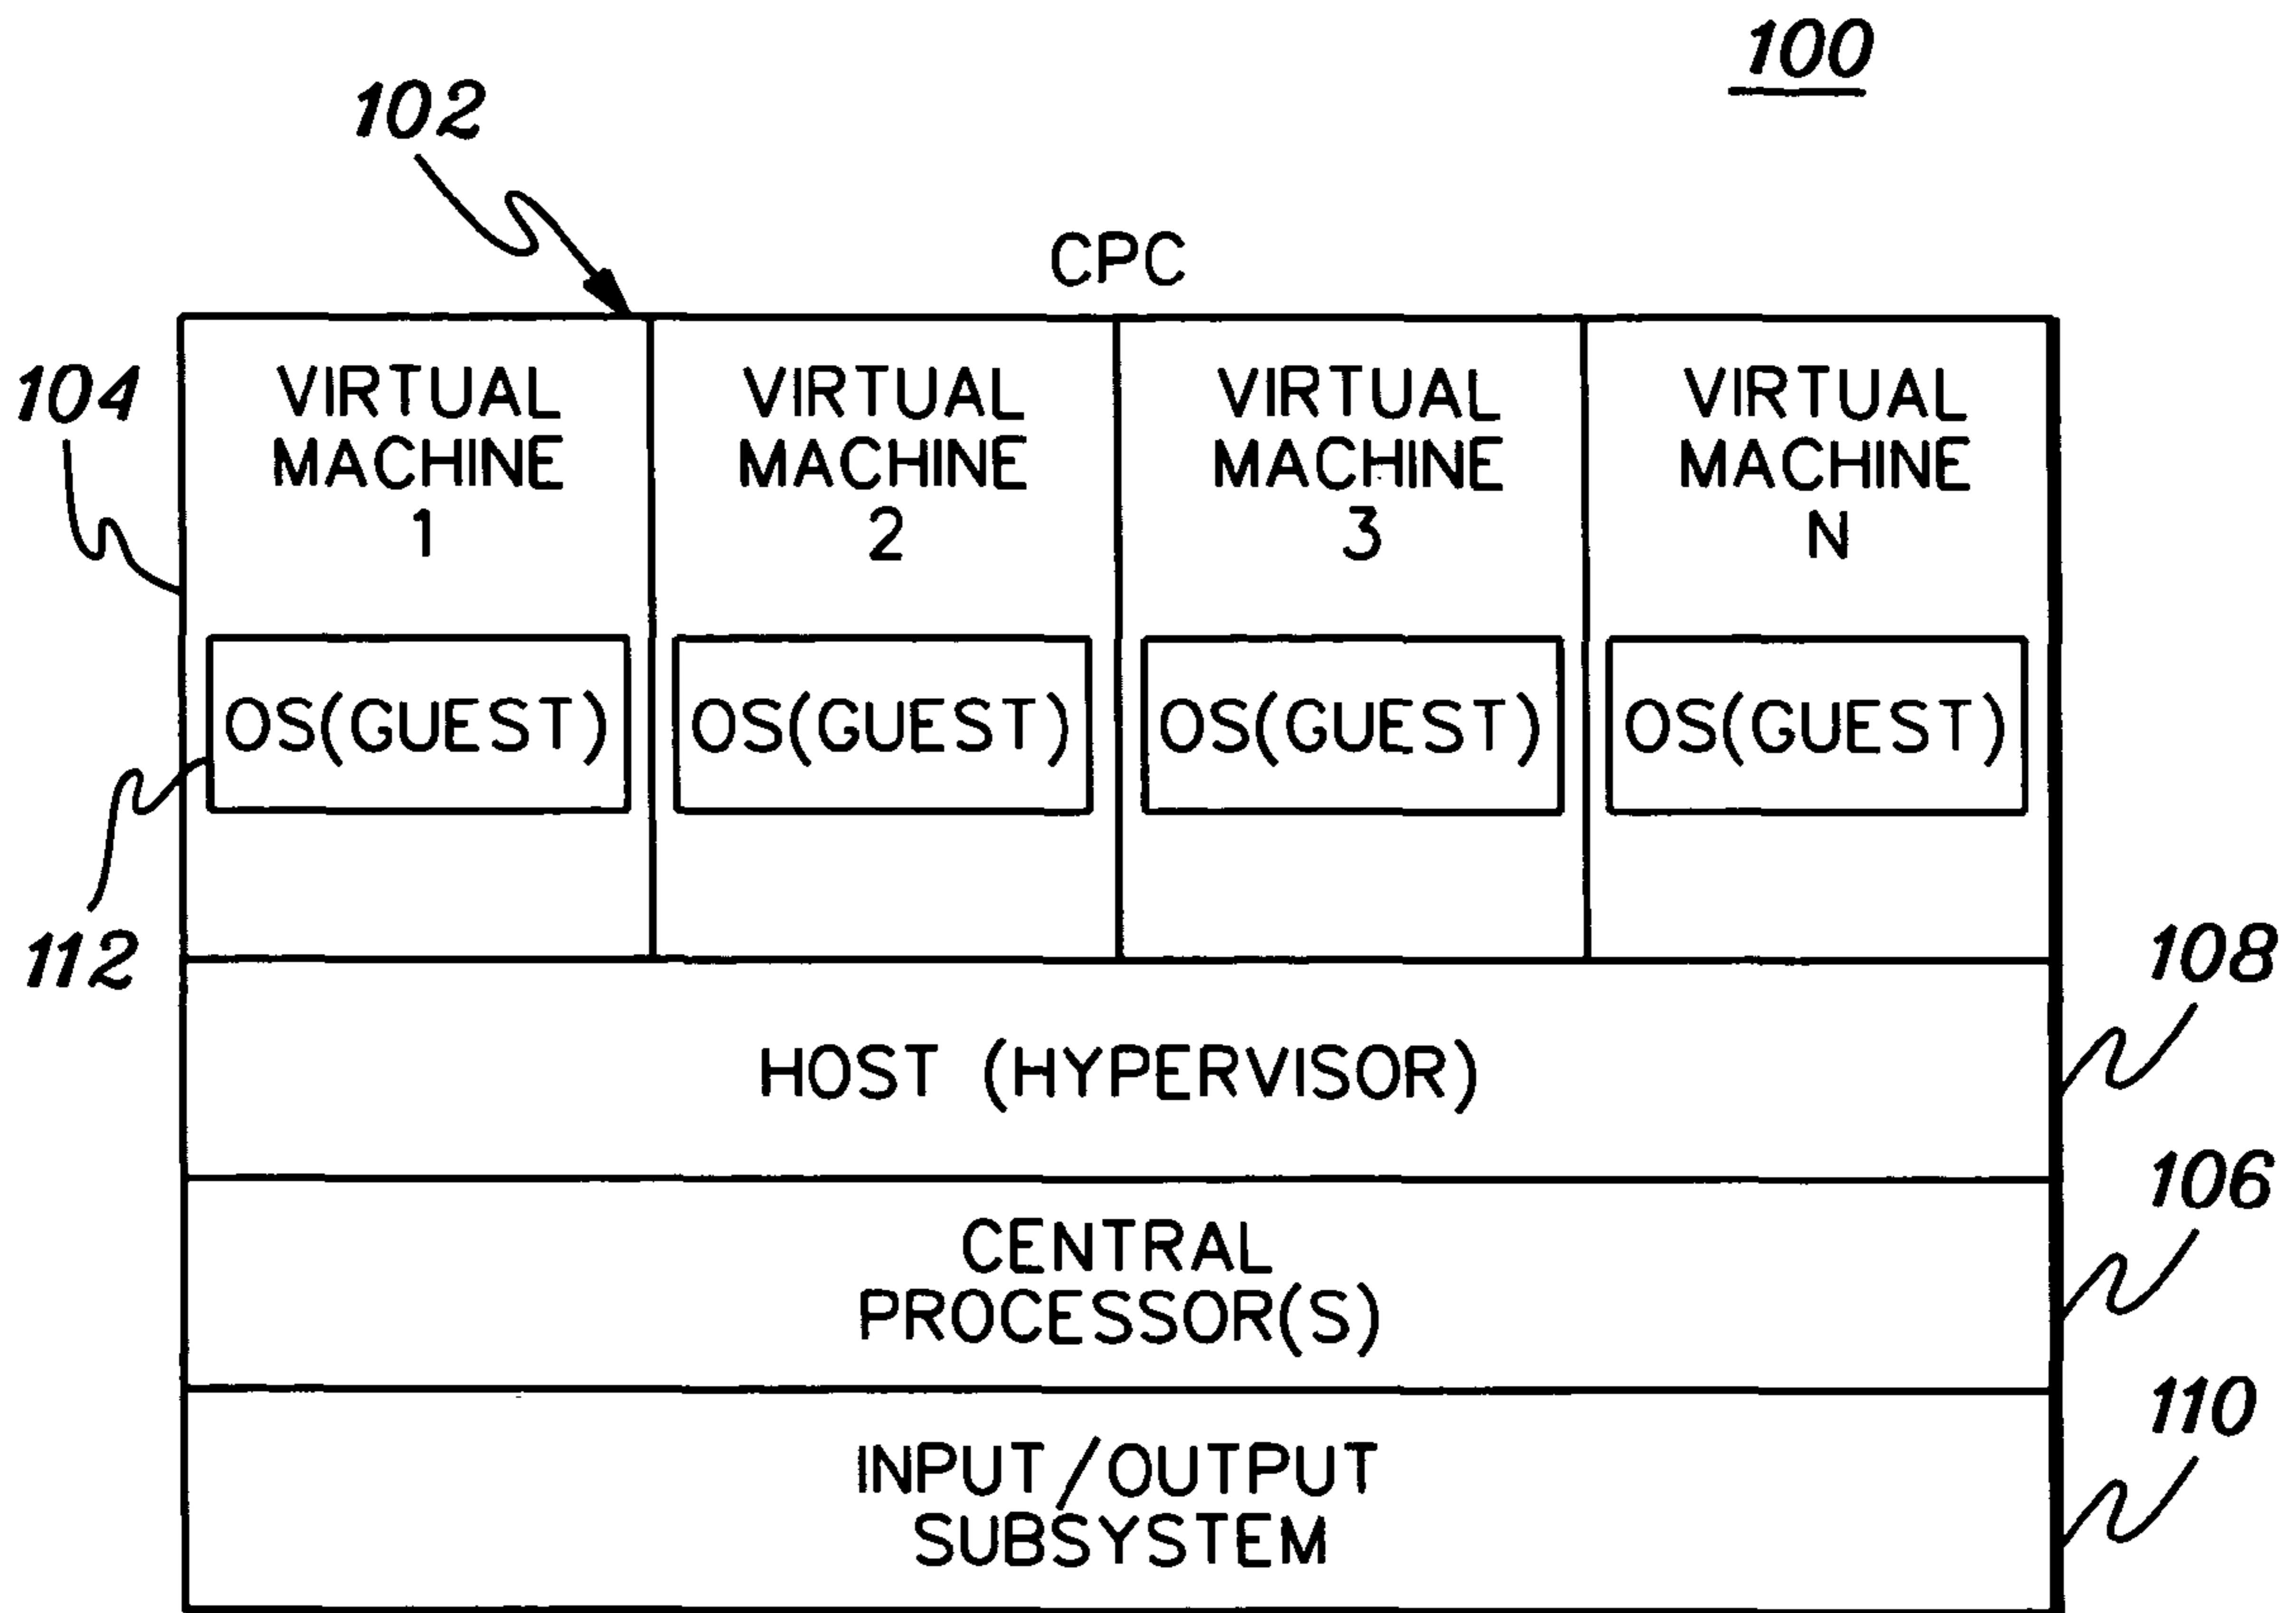 100
102
CPC
104
VIRTUAL MACHINE 1
VIRTUAL MACHINE 2
VIRTUAL MACHINE 3
VIRTUAL MACHINE N
OS(GUEST)
OS(GUEST)
OS(GUEST)
OS(GUEST)
112
108
HOST (HYPERVISOR)
106
CENTRAL
PROCESSOR(S)
110
INPUT/OUTPUT
SUBSYSTEM